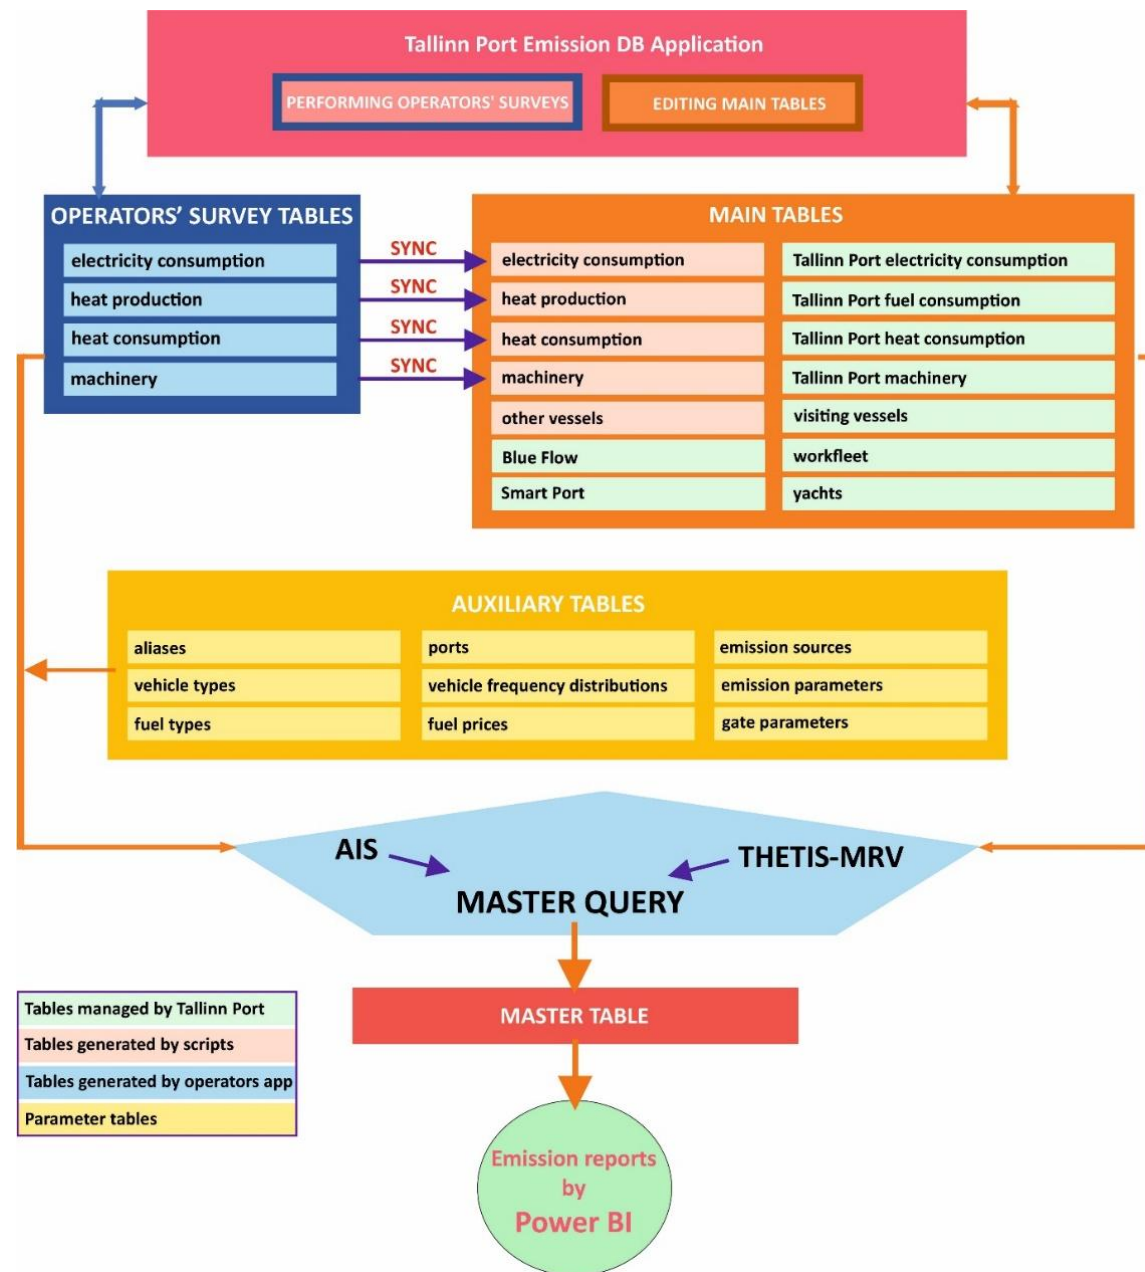 Tallinn Port Emission DB Application
PERFORMING OPERATORS' SURVEYS
EDITING MAIN TABLES
OPERATORS’ SURVEY TABLES
electricity consumption
heat production
heat consumption
machinery
SYNC
SYNC
SYNC
SYNC
MAIN TABLES
electricity consumption
heat production
heat consumption
machinery
other vessels
Blue Flow
Smart Port
Tallinn Port electricity consumption
Tallinn Port fuel consumption
Tallinn Port heat consumption
Tallinn Port machinery
visiting vessels
workfleet
yachts
AUXILIARY TABLES
aliases
vehicle types
fuel types
ports
vehicle frequency distributions
fuel prices
emission sources
emission parameters
gate parameters
AIS
THETIS-MRV
MASTER QUERY
MASTER TABLE
Tables managed by Tallinn Port
Tables generated by scripts
Tables generated by operators app
Parameter tables
Emission reports
by
Power BI